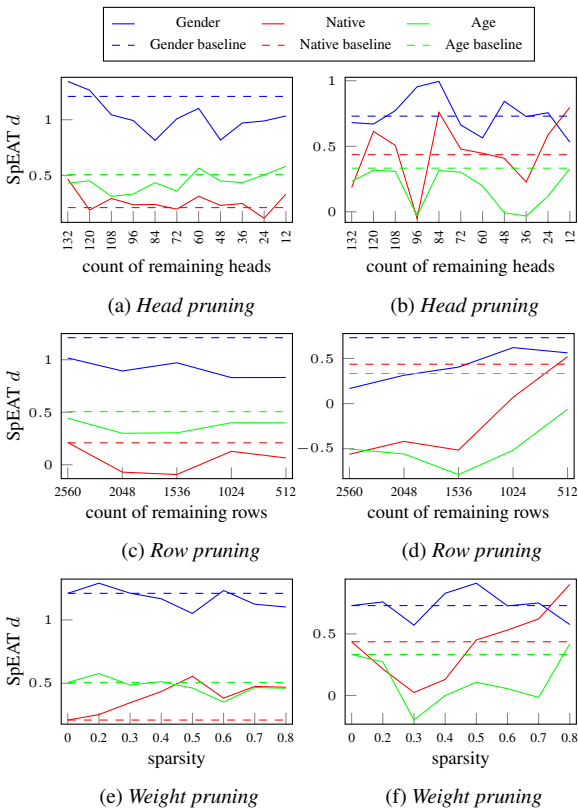 Gender Native Age
Gender baseline Native baseline Age baseline
SpEAT d
1
0.5
132 120 108 96 84 72 60 48 36 24 12
count of remaining heads
(a) Head pruning
1
0.5
0
132 120 108 96 84 72 60 48 36 24 12
count of remaining heads
(b) Head pruning
SpEAT d
1
0.5
0
2560 2048 1536 1024 512
count of remaining rows
(c) Row pruning
0.5
0
−0.5
2560 2048 1536 1024 512
count of remaining rows
(d) Row pruning
SpEAT d
1
0.5
0 0.2 0.3 0.4 0.5 0.6 0.7 0.8
sparsity
(e) Weight pruning
0.5
0
0 0.2 0.3 0.4 0.5 0.6 0.7 0.8
sparsity
(f) Weight pruning